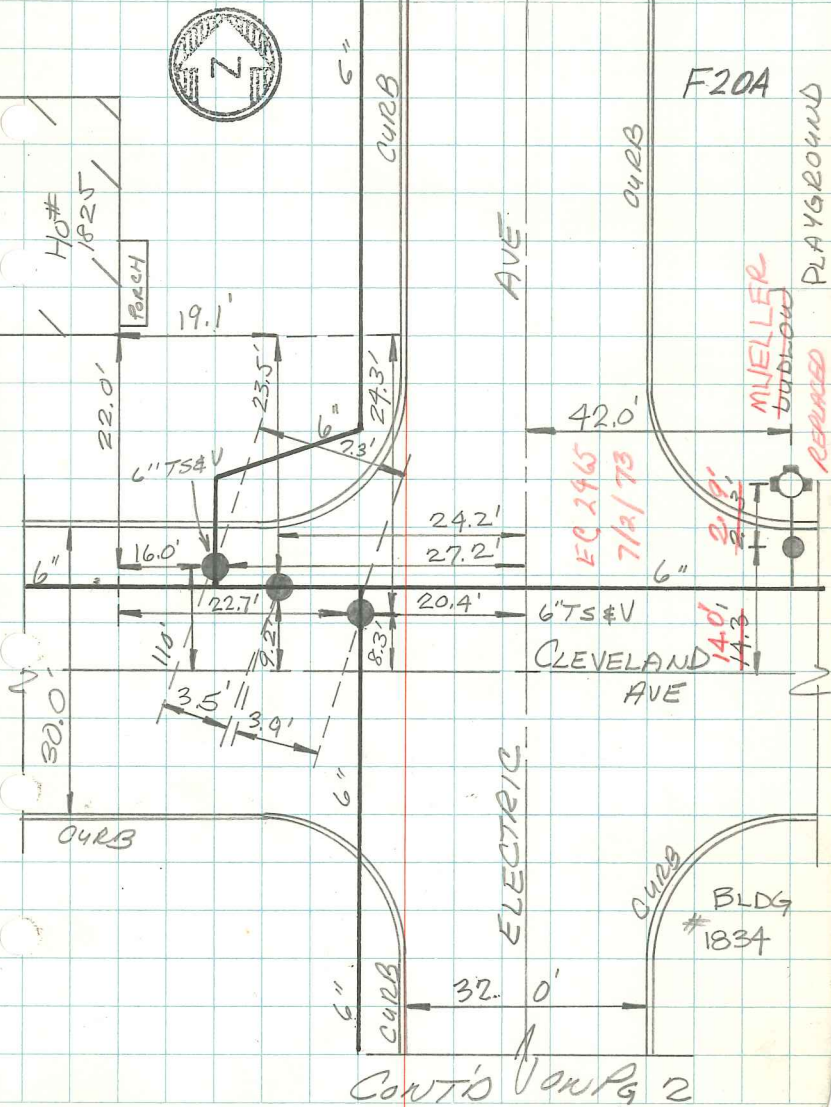 N
F20A
6"
CURB
CURB
PLAYGROUND
HO#
1825
PORCH
AVE
19.1'
22.0'
23.5'
24.3'
6"
7.3'
42.0'
MUELLER
LUDLOW
REPLACED
6" TS&V
EC 2965
7/2/73
2.9'
24.2'
16.0'
27.2'
6"
6"
22.7'
20.4'
6" TS&V
11.0'
9.2'
8.3'
14.0'
14.3'
CLEVELAND
AVE
3.5'
3.9'
30.0'
6"
CURB
ELECTRIC
CURB
BLDG
#1834
6"
CURB
32.0'
CONT'D ON PG 2